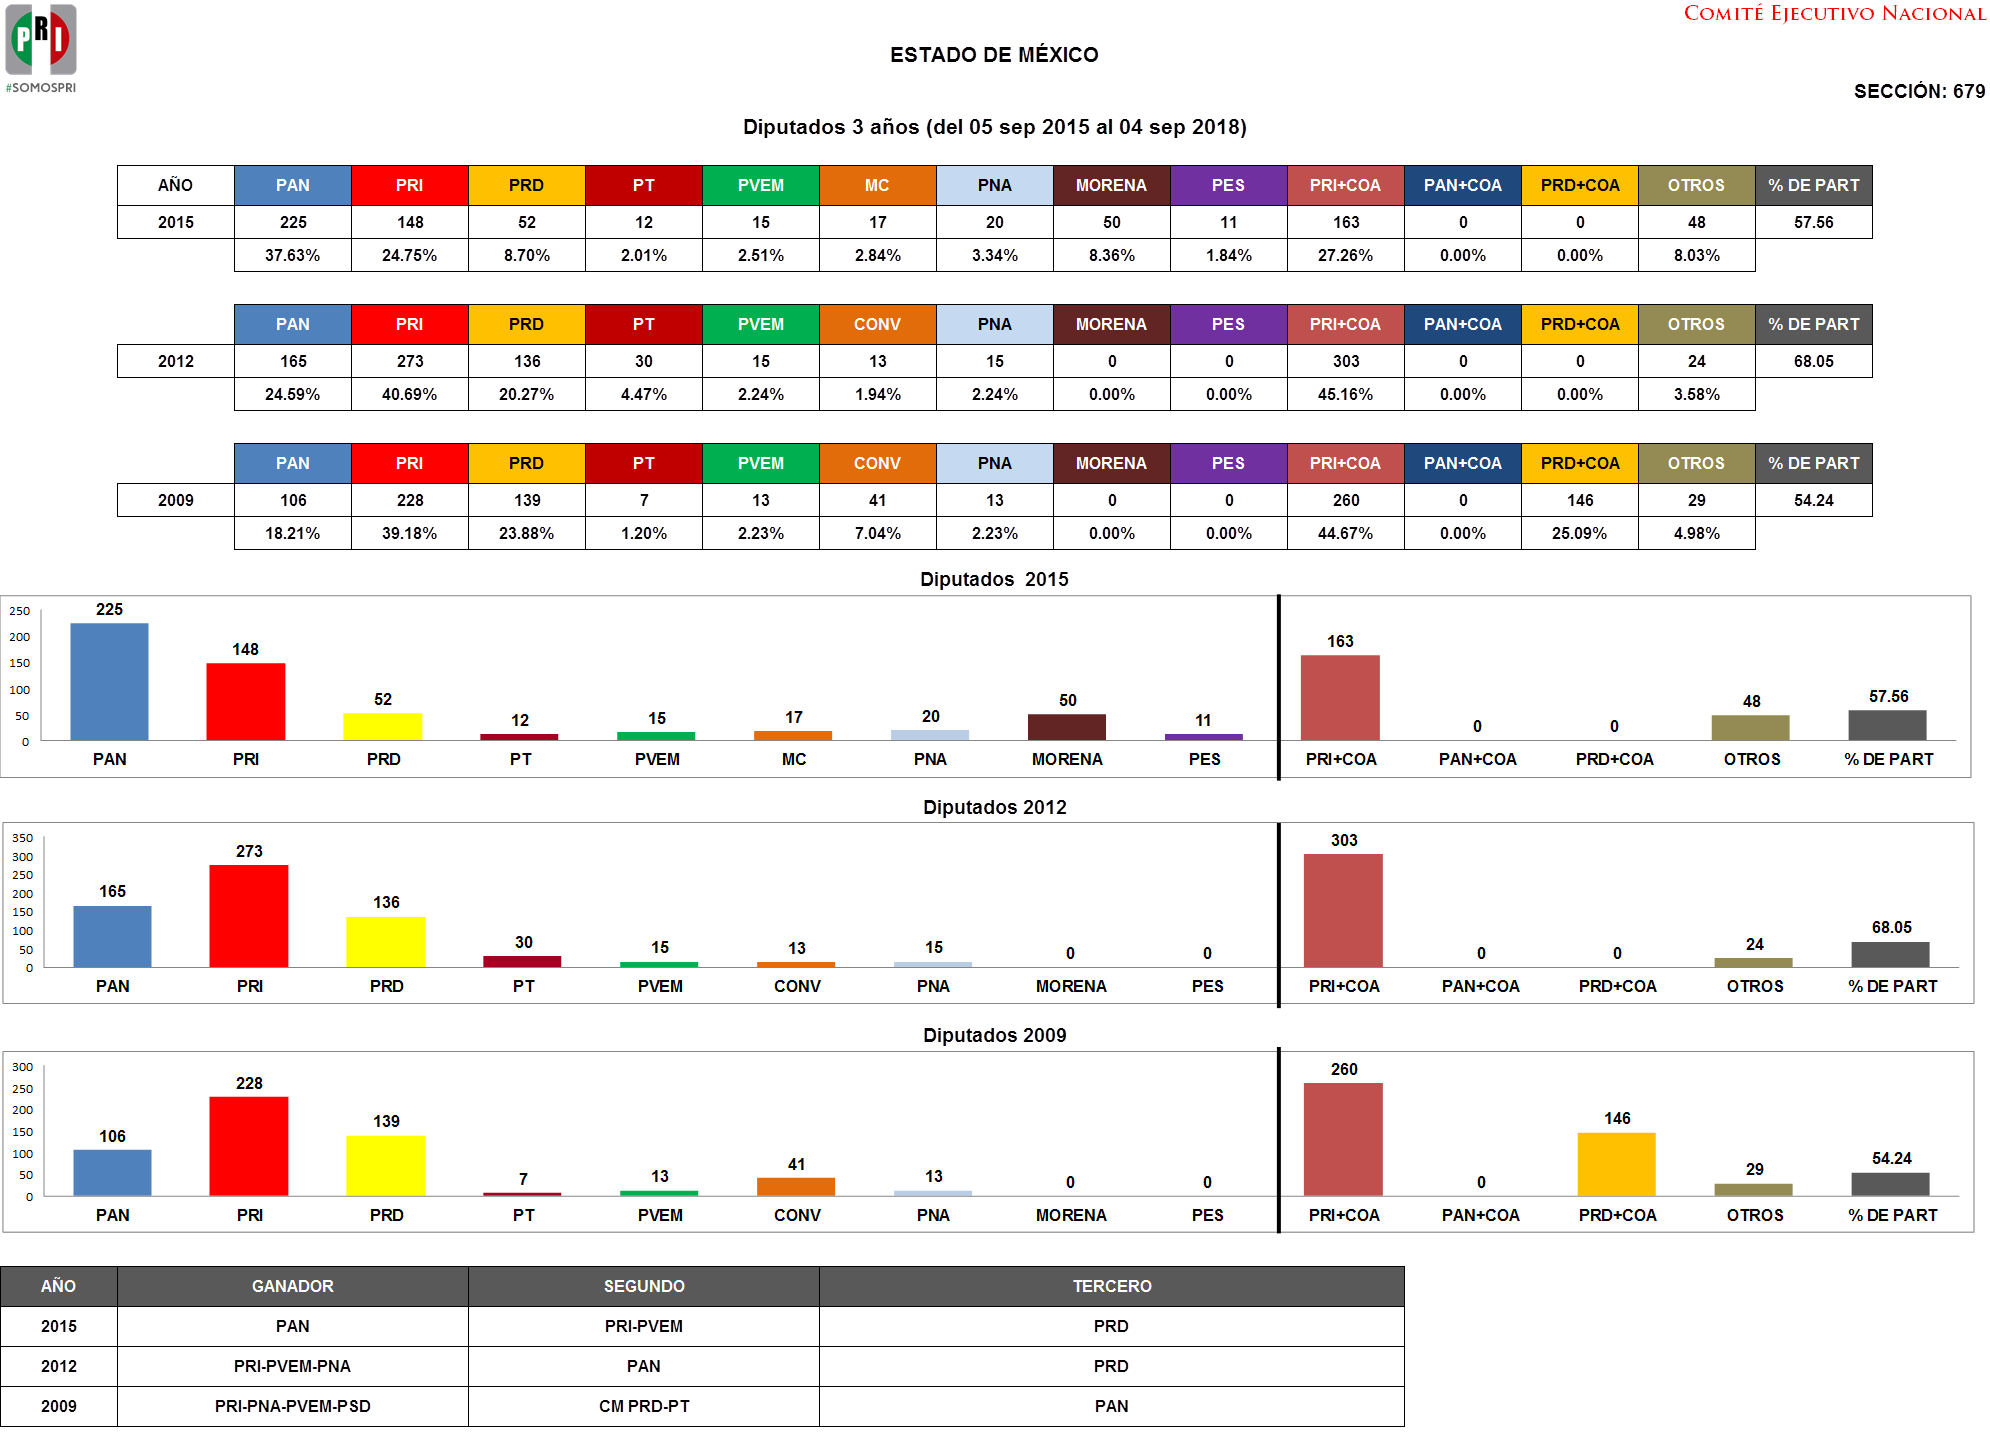 PRI
#SOMOSPRI
COMITÉ EJECUTIVO NACIONAL
ESTADO DE MÉXICO
SECCIÓN: 679
Diputados 3 años (del 05 sep 2015 al 04 sep 2018)
AÑO PAN PRI PRD PT PVEM MC PNA MORENA PES PRI+COA PAN+COA PRD+COA OTROS % DE PART
2015 225 148 52 12 15 17 20 50 11 163 0 0 48 57.56
37.63% 24.75% 8.70% 2.01% 2.51% 2.84% 3.34% 8.36% 1.84% 27.26% 0.00% 0.00% 8.03%
PAN PRI PRD PT PVEM CONV PNA MORENA PES PRI+COA PAN+COA PRD+COA OTROS % DE PART
2012 165 273 136 30 15 13 15 0 0 303 0 0 24 68.05
24.59% 40.69% 20.27% 4.47% 2.24% 1.94% 2.24% 0.00% 0.00% 45.16% 0.00% 0.00% 3.58%
PAN PRI PRD PT PVEM CONV PNA MORENA PES PRI+COA PAN+COA PRD+COA OTROS % DE PART
2009 106 228 139 7 13 41 13 0 0 260 0 146 29 54.24
18.21% 39.18% 23.88% 1.20% 2.23% 7.04% 2.23% 0.00% 0.00% 44.67% 0.00% 25.09% 4.98%
Diputados 2015
250
200
150
100
50
0
225 148 52 12 15 17 20 50 11 163 0 0 48 57.56
PAN PRI PRD PT PVEM MC PNA MORENA PES PRI+COA PAN+COA PRD+COA OTROS % DE PART
Diputados 2012
350
300
250
200
150
100
50
0
165 273 136 30 15 13 15 0 0 303 0 0 24 68.05
PAN PRI PRD PT PVEM CONV PNA MORENA PES PRI+COA PAN+COA PRD+COA OTROS % DE PART
Diputados 2009
300
250
200
150
100
50
0
106 228 139 7 13 41 13 0 0 260 0 146 29 54.24
PAN PRI PRD PT PVEM CONV PNA MORENA PES PRI+COA PAN+COA PRD+COA OTROS % DE PART
AÑO GANADOR SEGUNDO TERCERO
2015 PAN PRI-PVEM PRD
2012 PRI-PVEM-PNA PAN PRD
2009 PRI-PNA-PVEM-PSD CM PRD-PT PAN